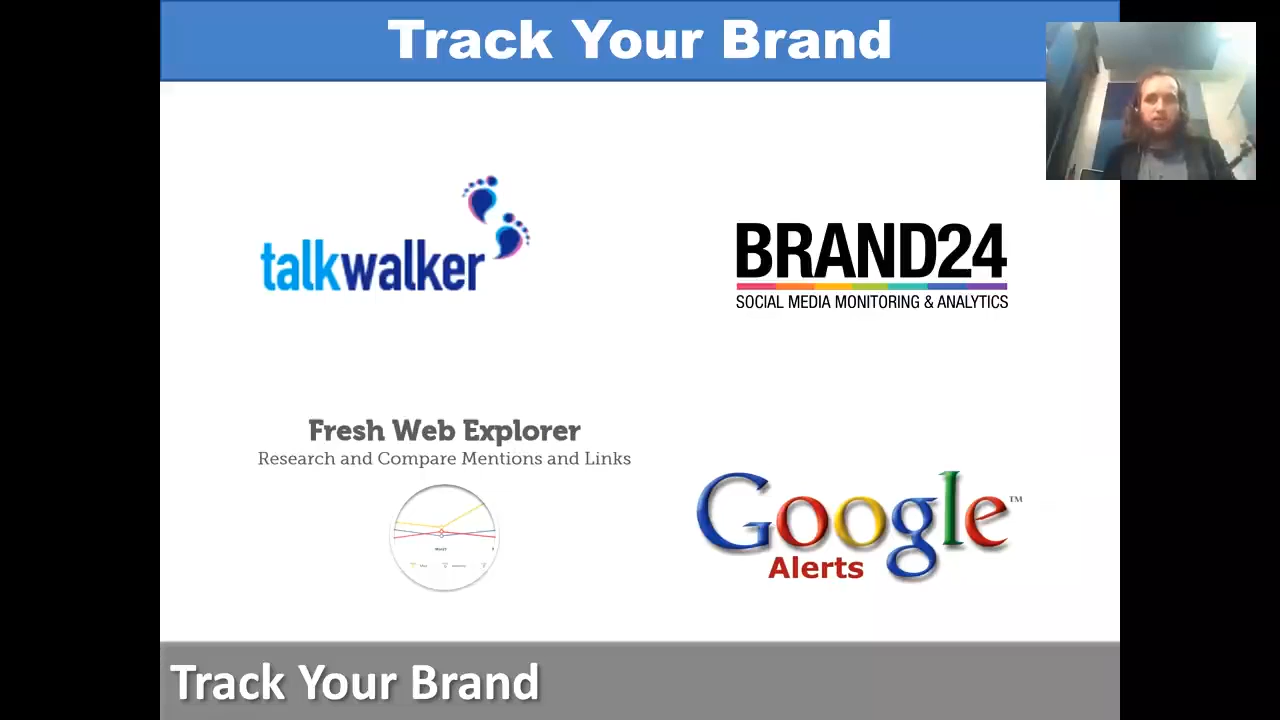 Track Your Brand
talkwalker
BRAND24
SOCIAL MEDIA MONITORING & ANALYTICS
Fresh Web Explorer
Research and Compare Mentions and Links
Google™
Alerts
Track Your Brand